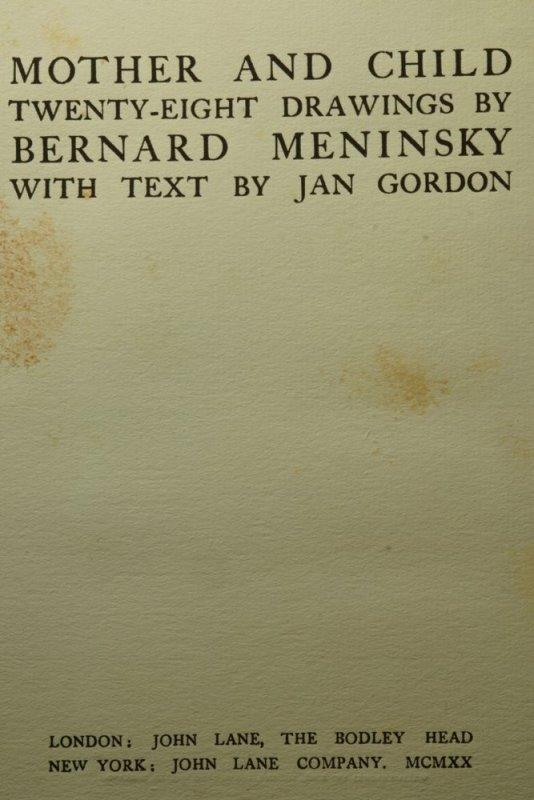 MOTHER AND CHILD
TWENTY-EIGHT DRAWINGS BY
BERNARD MENINSKY
WITH TEXT BY JAN GORDON
LONDON: JOHN LANE, THE BODLEY HEAD
NEW YORK: JOHN LANE COMPANY. MCMXX